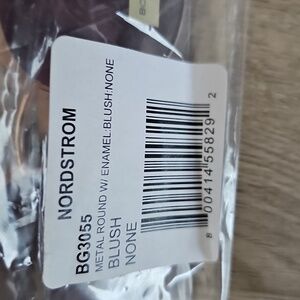 NORDSTROM
BG3055
METAL ROUND W/ ENAMEL:BLUSH:NONE
BLUSH
NONE
8 00414 55829 2